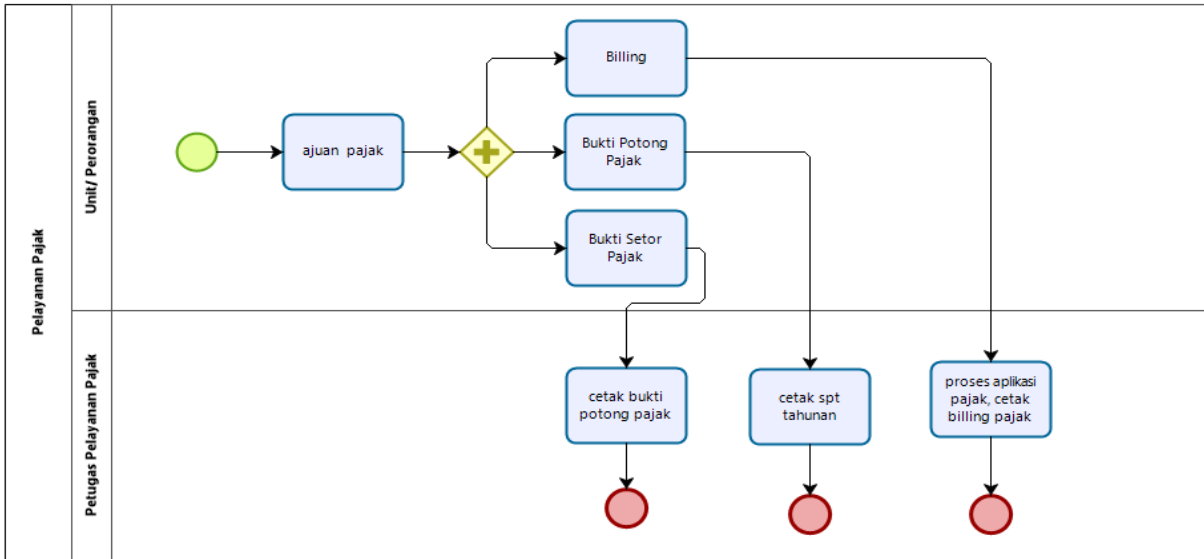 Pelayanan Pajak
Unit/ Perorangan
ajuan pajak
Billing
Bukti Potong
Pajak
Bukti Setor
Pajak
Petugas Pelayanan Pajak
cetak bukti
potong pajak
cetak spt
tahunan
proses aplikasi
pajak, cetak
billing pajak